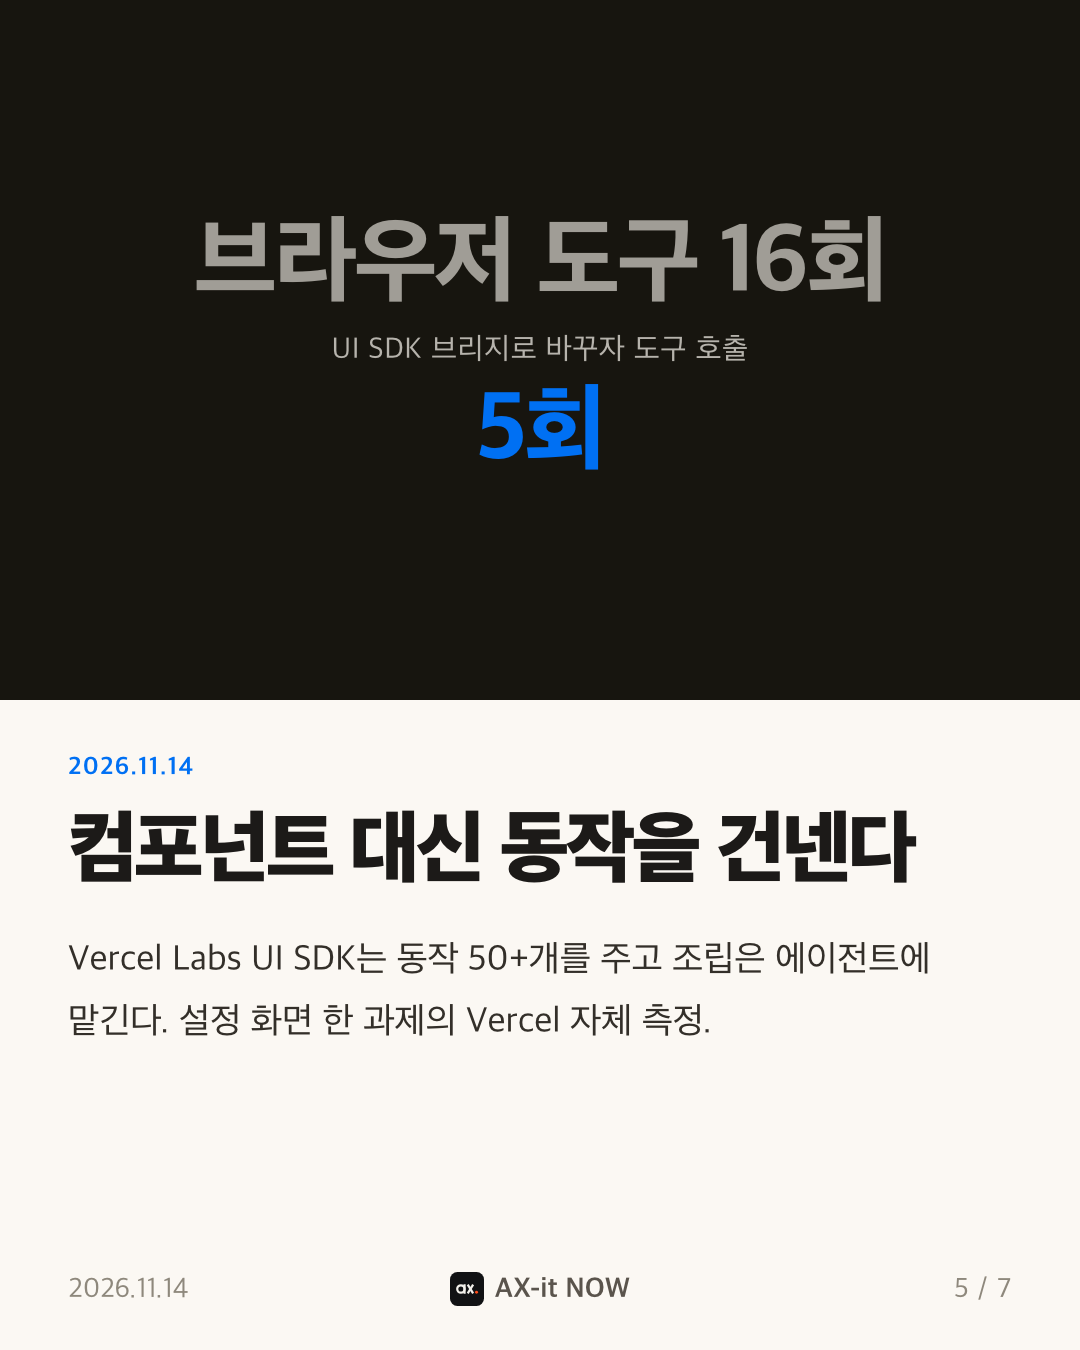 브라우저 도구 16회
UI SDK 브리지로 바꾸자 도구 호출
5회
2026.11.14
컴포넌트 대신 동작을 건넨다
Vercel Labs UI SDK는 동작 50+개를 주고 조립은 에이전트에
맡긴다. 설정 화면 한 과제의 Vercel 자체 측정.
2026.11.14
ax. AX-it NOW
5 / 7